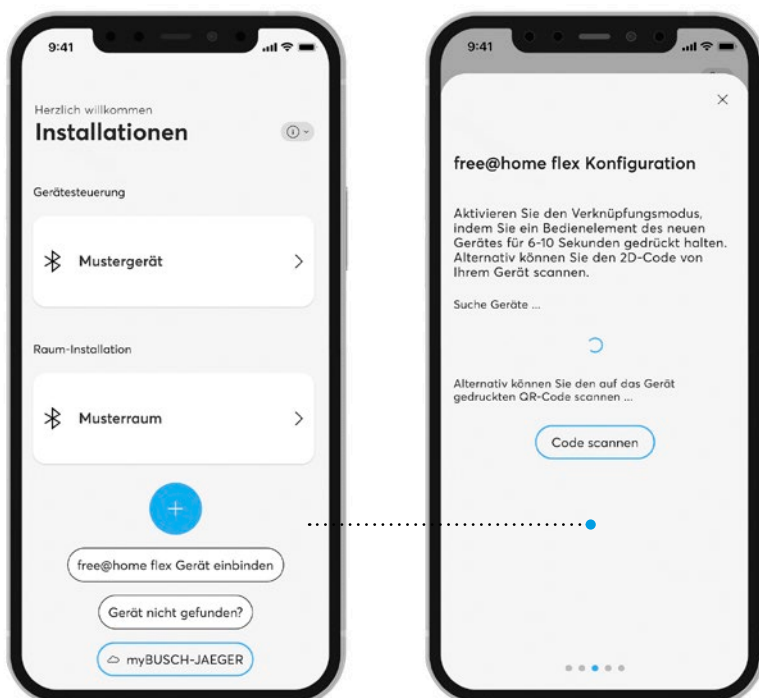 9:41
Herzlich willkommen
Installationen
Gerätesteuerung
Mustergerät
Raum-Installation
Musterraum
+
free@home flex Gerät einbinden
Gerät nicht gefunden?
myBUSCH-JAEGER
9:41
free@home flex Konfiguration
Aktivieren Sie den Verknüpfungsmodus,
indem Sie ein Bedienelement des neuen
Gerätes für 6-10 Sekunden gedrückt halten.
Alternativ können Sie den 2D-Code von
Ihrem Gerät scannen.
Suche Geräte ...
Alternativ können Sie den auf das Gerät
gedruckten QR-Code scannen ...
Code scannen